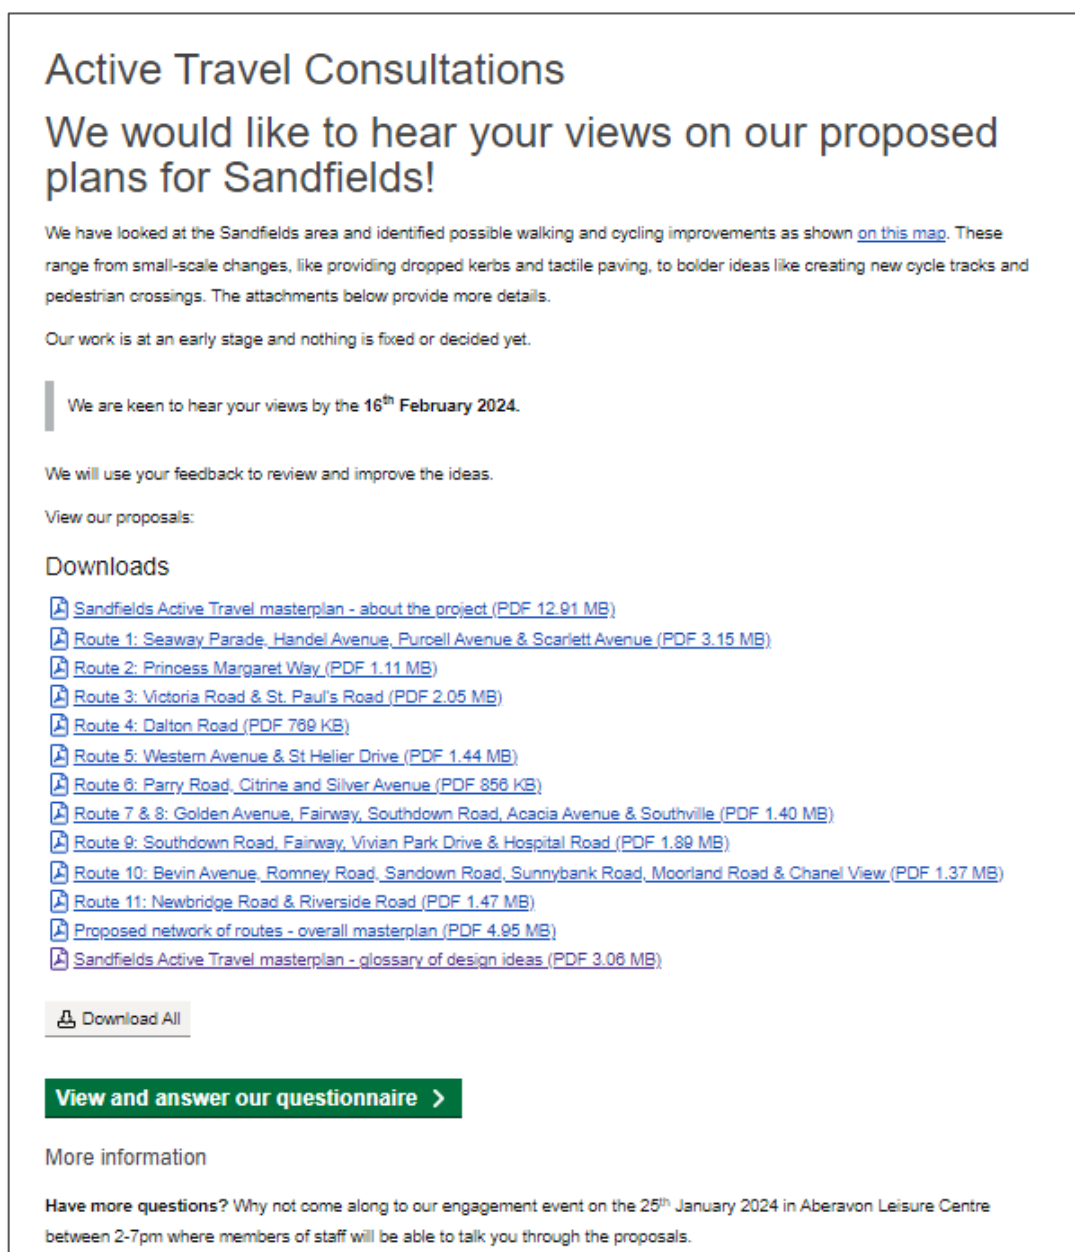 Active Travel Consultations
We would like to hear your views on our proposed
plans for Sandfields!
We have looked at the Sandfields area and identified possible walking and cycling improvements as shown on this map. These
range from small-scale changes, like providing dropped kerbs and tactile paving, to bolder ideas like creating new cycle tracks and
pedestrian crossings. The attachments below provide more details.
Our work is at an early stage and nothing is fixed or decided yet.
We are keen to hear your views by the 16th February 2024.
We will use your feedback to review and improve the ideas.
View our proposals:
Downloads
Sandfields Active Travel masterplan - about the project (PDF 12.91 MB)
Route 1: Seaway Parade, Handel Avenue, Purcell Avenue & Scarlett Avenue (PDF 3.15 MB)
Route 2: Princess Margaret Way (PDF 1.11 MB)
Route 3: Victoria Road & St. Paul's Road (PDF 2.05 MB)
Route 4: Dalton Road (PDF 769 KB)
Route 5: Western Avenue & St Helier Drive (PDF 1.44 MB)
Route 6: Parry Road, Citrine and Silver Avenue (PDF 856 KB)
Route 7 & 8: Golden Avenue, Fairway, Southdown Road, Acacia Avenue & Southville (PDF 1.40 MB)
Route 9: Southdown Road, Fairway, Vivian Park Drive & Hospital Road (PDF 1.89 MB)
Route 10: Bevin Avenue, Romney Road, Sandown Road, Sunnybank Road, Moorland Road & Chanel View (PDF 1.37 MB)
Route 11: Newbridge Road & Riverside Road (PDF 1.47 MB)
Proposed network of routes - overall masterplan (PDF 4.95 MB)
Sandfields Active Travel masterplan - glossary of design ideas (PDF 3.06 MB)
Download All
View and answer our questionnaire
More information
Have more questions? Why not come along to our engagement event on the 25th January 2024 in Aberavon Leisure Centre
between 2-7pm where members of staff will be able to talk you through the proposals.